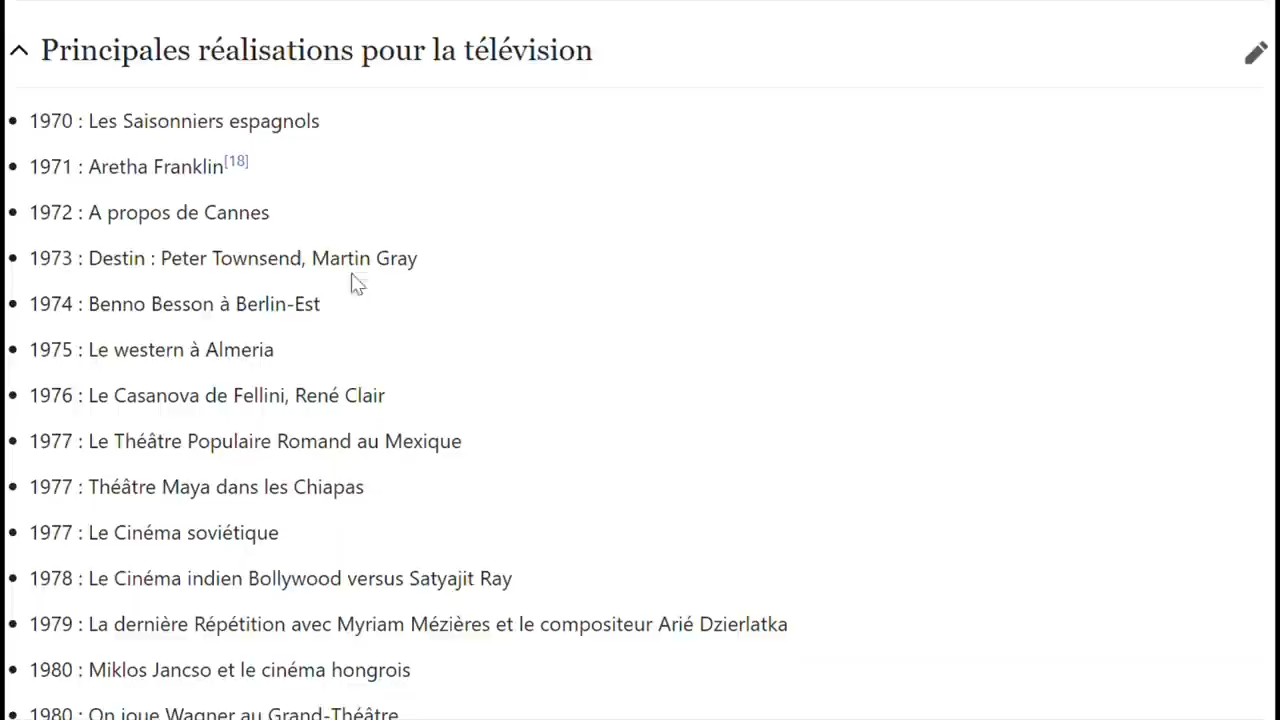 Principales réalisations pour la télévision
1970 : Les Saisonniers espagnols
1971 : Aretha Franklin[18]
1972 : A propos de Cannes
1973 : Destin : Peter Townsend, Martin Gray
1974 : Benno Besson à Berlin-Est
1975 : Le western à Almeria
1976 : Le Casanova de Fellini, René Clair
1977 : Le Théâtre Populaire Romand au Mexique
1977 : Théâtre Maya dans les Chiapas
1977 : Le Cinéma soviétique
1978 : Le Cinéma indien Bollywood versus Satyajit Ray
1979 : La dernière Répétition avec Myriam Mézières et le compositeur Arié Dzierlatka
1980 : Miklos Jancso et le cinéma hongrois
1980 : On joue Wagner au Grand-Théâtre